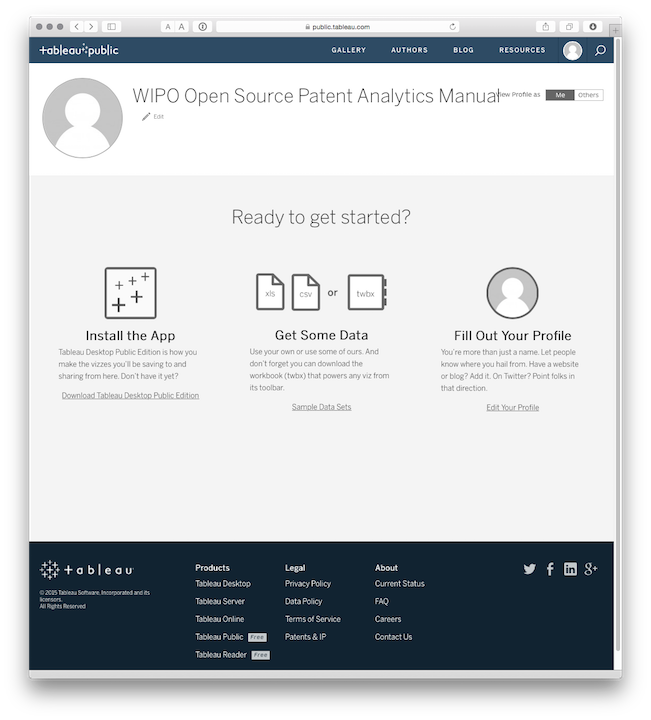 public.tableau.com
A A
+ableau:public
GALLERY AUTHORS BLOG RESOURCES
WIPO Open Source Patent Analytics Manual
View Profile as Me Others
Edit
Ready to get started?
xls csv or twbx
Install the App
Tableau Desktop Public Edition is how you
make the vizzes you'll be saving to and
sharing from here. Don't have it yet?
Download Tableau Desktop Public Edition
Get Some Data
Use your own or use some of ours. And
don't forget you can download the
workbook (twbx) that powers any viz from
its toolbar.
Sample Data Sets
Fill Out Your Profile
You're more than just a name. Let people
know where you hail from. Have a website
or blog? Add it. On Twitter? Point folks in
that direction.
Edit Your Profile
+ableau
© 2015 Tableau Software, Incorporated and its
licensors.
All Rights Reserved
Products
Tableau Desktop
Tableau Server
Tableau Online
Tableau Public Free
Tableau Reader Free
Legal
Privacy Policy
Data Policy
Terms of Service
Patents & IP
About
Current Status
FAQ
Careers
Contact Us